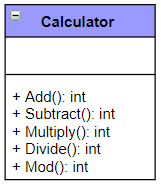 Calculator
+ Add(): int
+ Subtract(): int
+ Multiply(): int
+ Divide(): int
+ Mod(): int